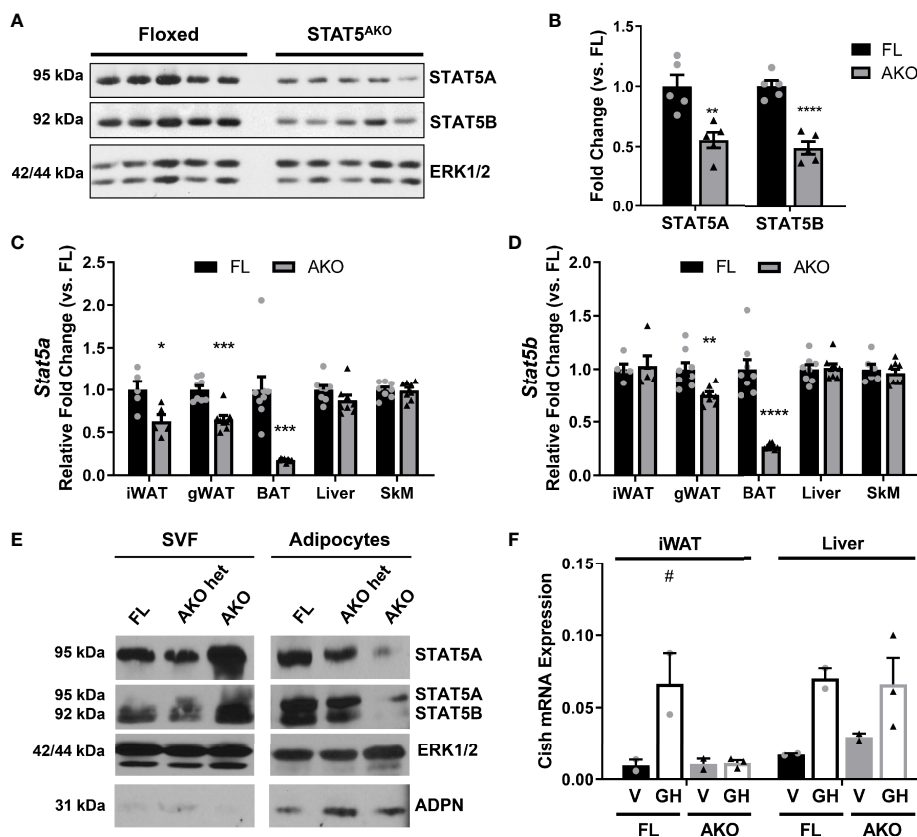 A
Floxed
STAT5AKO
95 kDa
STAT5A
92 kDa
STAT5B
42/44 kDa
ERK1/2
B
Fold Change (vs. FL)
1.5
1.0
0.5
0.0
**
****
FL
AKO
STAT5A
STAT5B
C
Stat5a
Relative Fold Change (vs. FL)
2.5
2.0
1.5
1.0
0.5
0.0
FL
AKO
*
***
***
iWAT
gWAT
BAT
Liver
SkM
D
Stat5b
Relative Fold Change (vs. FL)
2.0
1.5
1.0
0.5
0.0
FL
AKO
**
****
iWAT
gWAT
BAT
Liver
SkM
E
SVF
Adipocytes
FL
AKO het
AKO
FL
AKO het
AKO
95 kDa
STAT5A
95 kDa
STAT5A
92 kDa
STAT5B
42/44 kDa
ERK1/2
31 kDa
ADPN
F
iWAT
Liver
#
Cish mRNA Expression
0.15
0.10
0.05
0.00
V GH V GH V GH V GH
FL AKO FL AKO